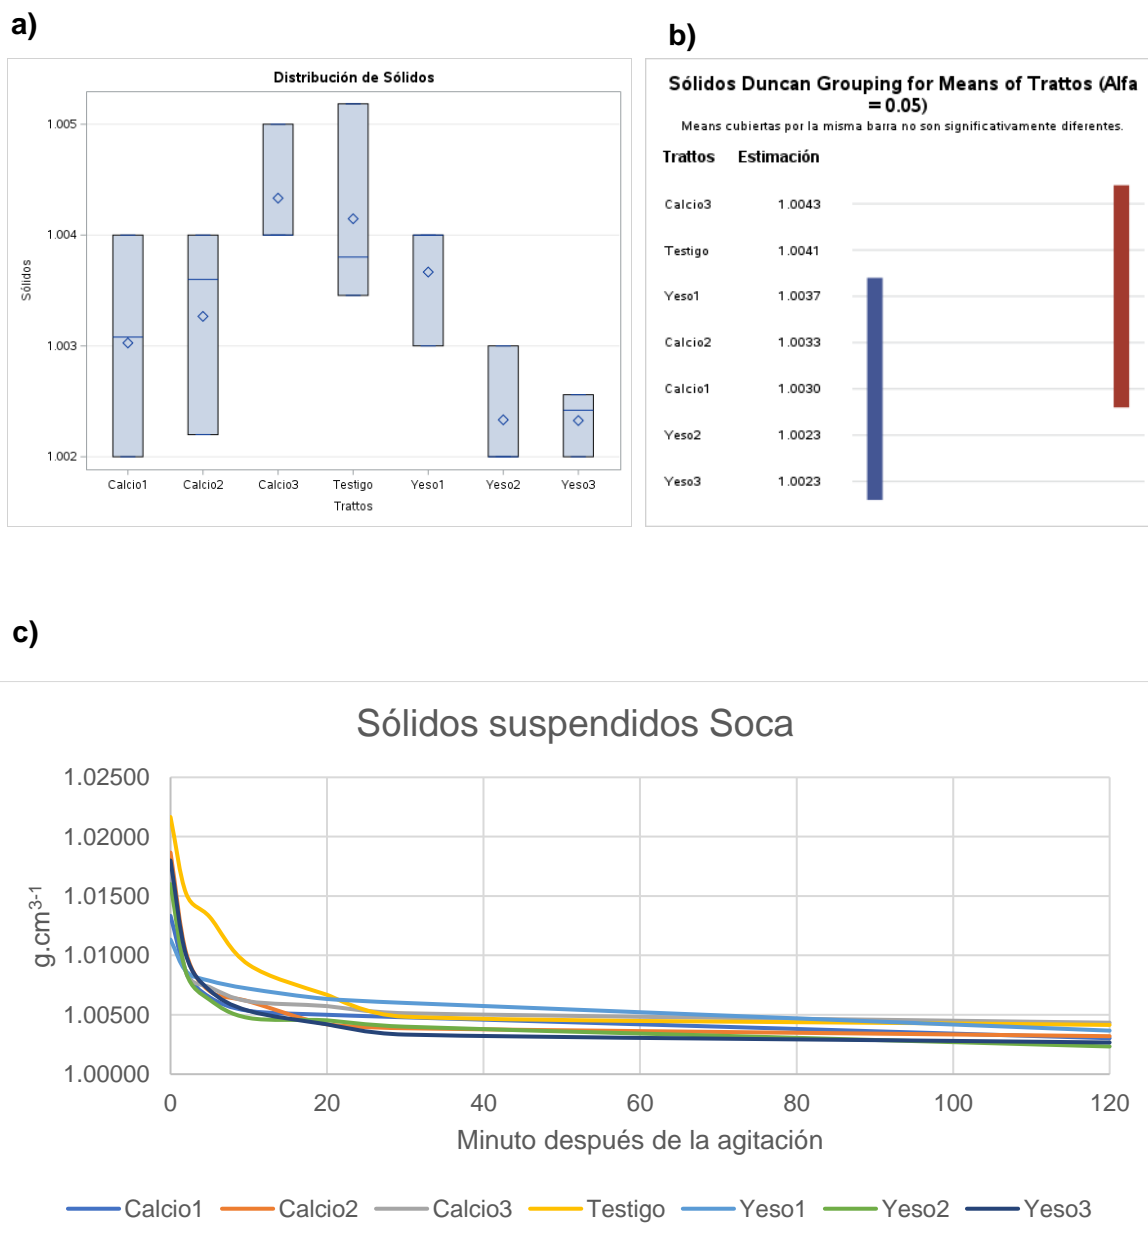 a)
b)
Distribución de Sólidos
1.005
1.004
1.003
1.002
Sólidos
Calcio1 Calcio2 Calcio3 Testigo Yeso1 Yeso2 Yeso3
Trattos
Sólidos Duncan Grouping for Means of Trattos (Alfa
= 0.05)
Means cubiertas por la misma barra no son significativamente diferentes.
Trattos Estimación
Calcio3 1.0043
Testigo 1.0041
Yeso1 1.0037
Calcio2 1.0033
Calcio1 1.0030
Yeso2 1.0023
Yeso3 1.0023
c)
Sólidos suspendidos Soca
1.02500
1.02000
1.01500
1.01000
1.00500
1.00000
g.cm³⁻¹
0 20 40 60 80 100 120
Minuto después de la agitación
Calcio1 Calcio2 Calcio3 Testigo Yeso1 Yeso2 Yeso3